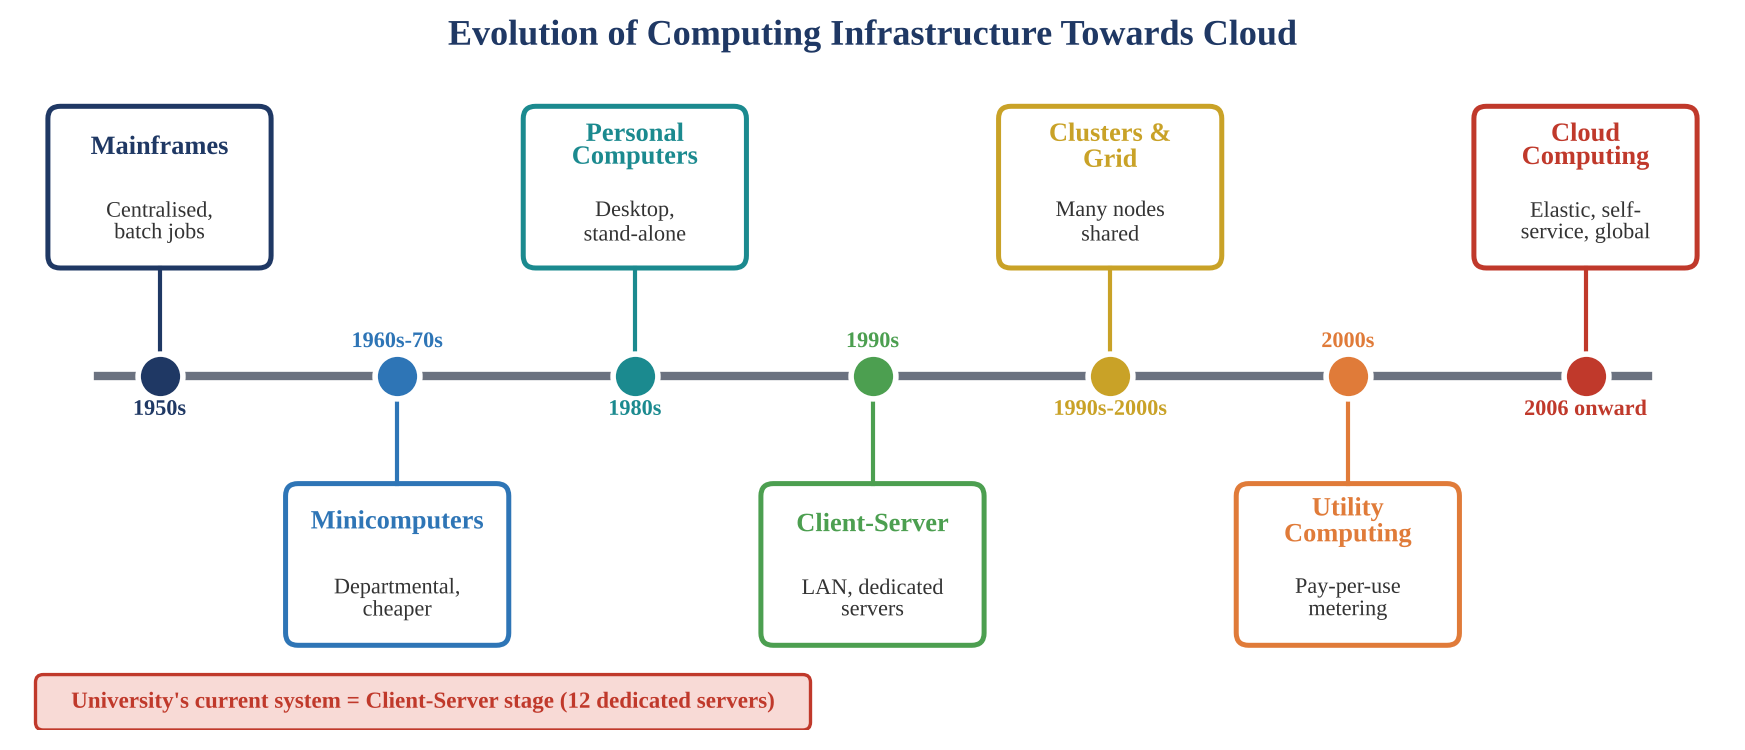 Evolution of Computing Infrastructure Towards Cloud
Mainframes
Centralised,
batch jobs
1950s
1960s-70s
Minicomputers
Departmental,
cheaper
Personal
Computers
Desktop,
stand-alone
1980s
1990s
Client-Server
LAN, dedicated
servers
Clusters &
Grid
Many nodes
shared
1990s-2000s
2000s
Utility
Computing
Pay-per-use
metering
Cloud
Computing
Elastic, self-
service, global
2006 onward
University's current system = Client-Server stage (12 dedicated servers)